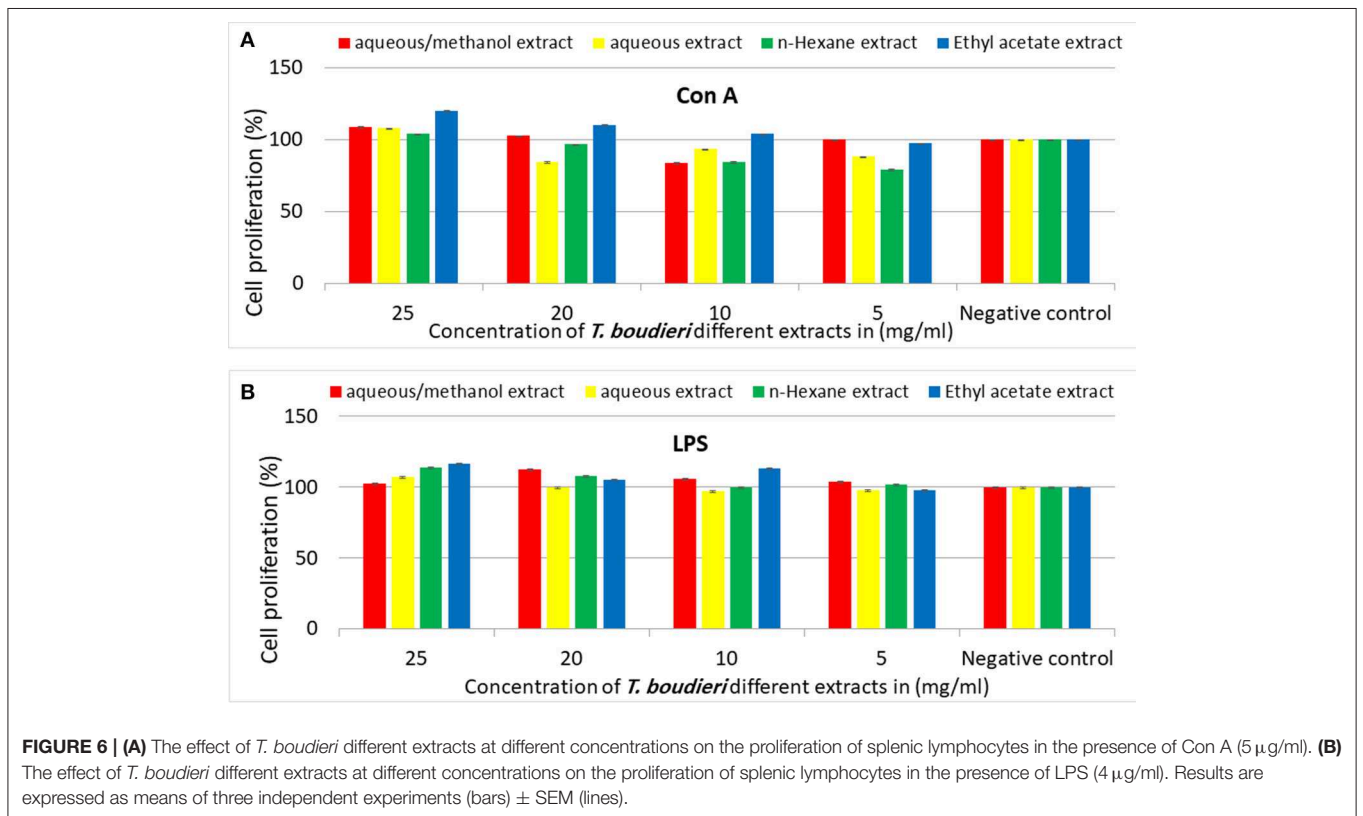 A
aqueous/methanol extract aqueous extract n-Hexane extract Ethyl acetate extract
150
Con A
100
50
0
Cell proliferation (%)
25 20 10 5 Negative control
Concentration of T. boudieri different extracts in (mg/ml)
B
aqueous/methanol extract aqueous extract n-Hexane extract Ethyl acetate extract
150
LPS
100
50
0
Cell proliferation (%)
25 20 10 5 Negative control
Concentration of T. boudieri different extracts in (mg/ml)
FIGURE 6 | (A) The effect of T. boudieri different extracts at different concentrations on the proliferation of splenic lymphocytes in the presence of Con A (5 μg/ml). (B)
The effect of T. boudieri different extracts at different concentrations on the proliferation of splenic lymphocytes in the presence of LPS (4 μg/ml). Results are
expressed as means of three independent experiments (bars) ± SEM (lines).